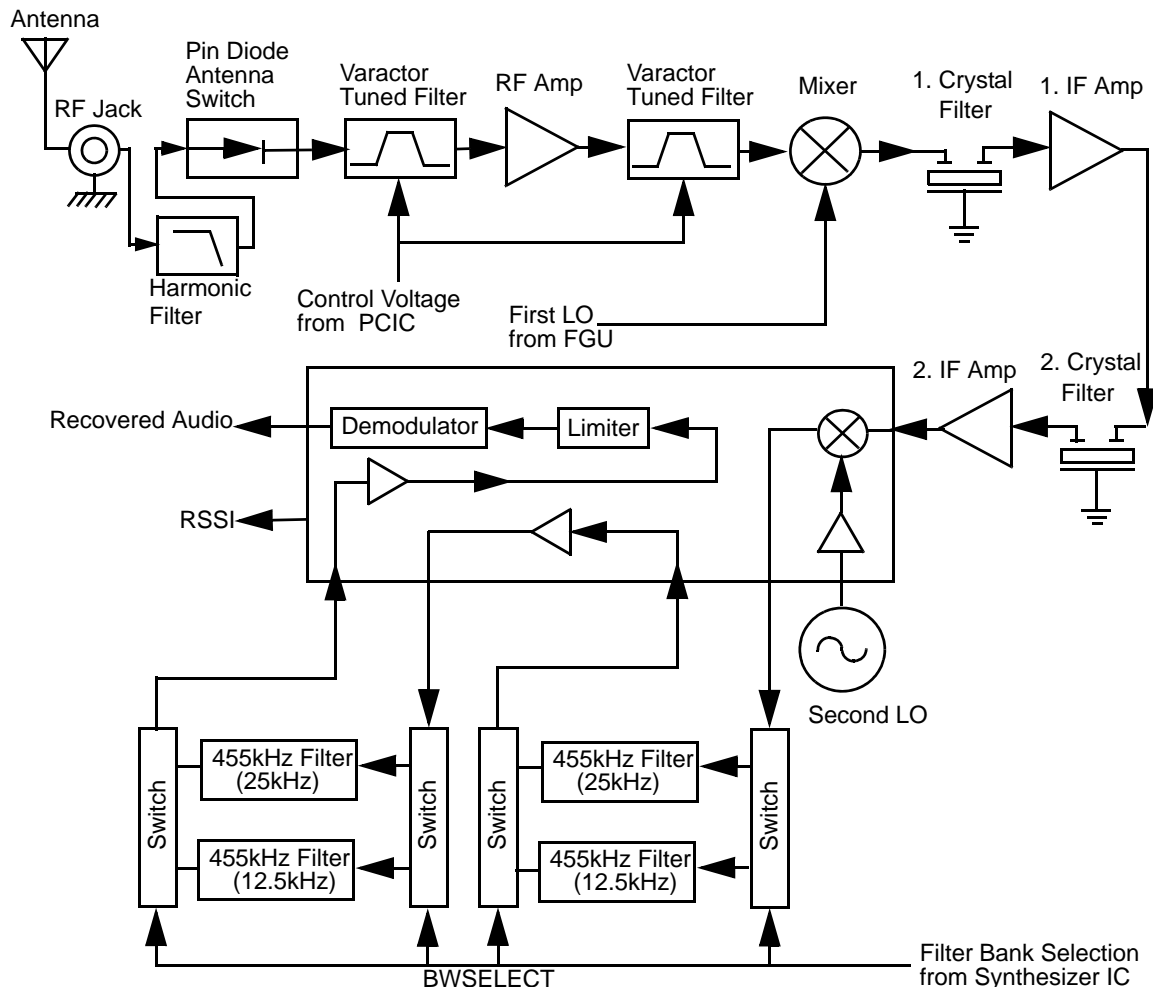 Antenna
Pin Diode
Antenna
Switch
Varactor
Tuned Filter
RF Amp
Varactor
Tuned Filter
Mixer
1. Crystal
Filter
1. IF Amp
RF Jack
Harmonic
Filter
Control Voltage
from PCIC
First LO
from FGU
2. IF Amp
2. Crystal
Filter
Recovered Audio
Demodulator
Limiter
RSSI
Second LO
Switch
455kHz Filter
(25kHz)
455kHz Filter
(12.5kHz)
Switch
Switch
455kHz Filter
(25kHz)
455kHz Filter
(12.5kHz)
Switch
BWSELECT
Filter Bank Selection
from Synthesizer IC